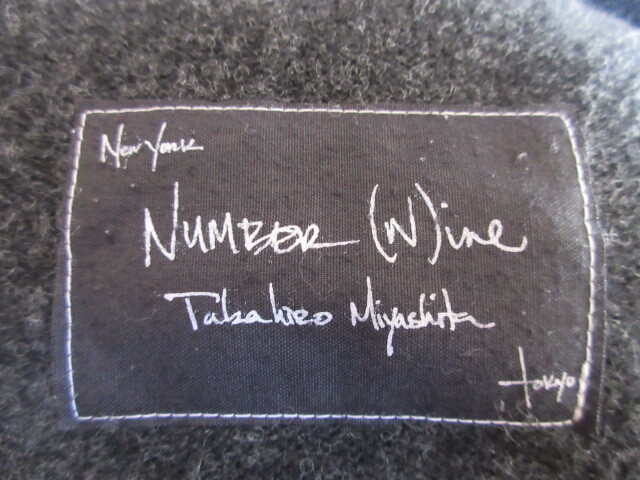 New York
NUMBER (N)ine
Takahiro Miyashita
tokyo